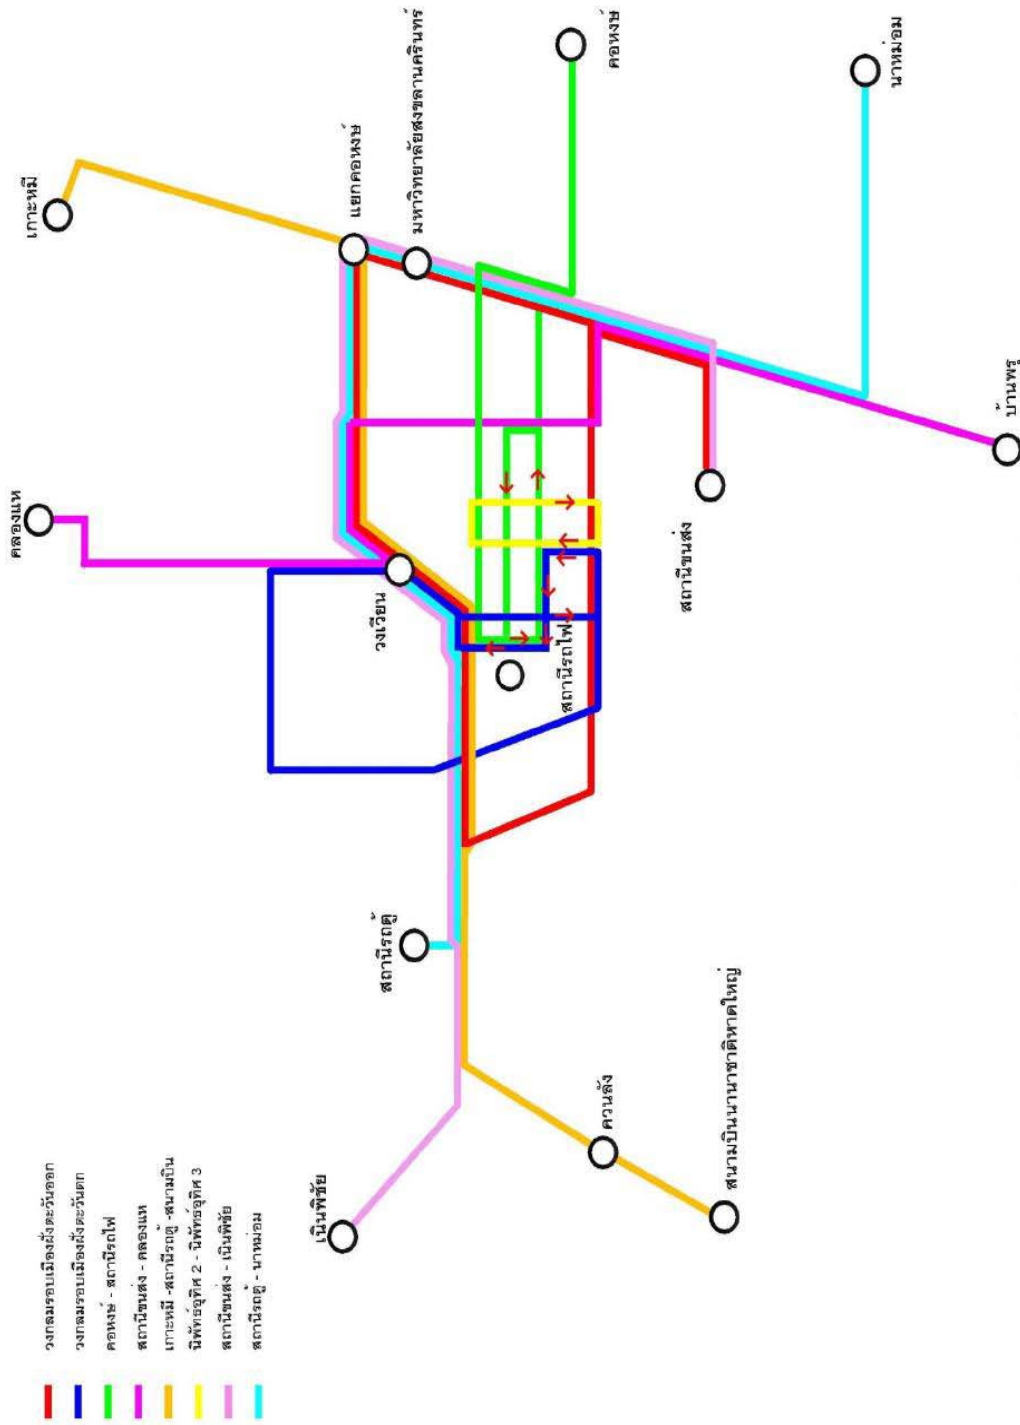 เกาะหมี
แยกคอหงษ์
มหาวิทยาลัยสงขลานครินทร์
คอหงษ์
นาหม่อม
คลองแห
วงเวียน
สถานีรถไฟ
สถานีขนส่ง
บ้านพรุ
สถานีรถตู้
เนินพิชัย
ควนลัง
สนามบินนานาชาติหาดใหญ่
วงกลมรอบเมืองฝั่งตะวันออก
วงกลมรอบเมืองฝั่งตะวันตก
คอหงษ์ - สถานีรถไฟ
สถานีขนส่ง - คลองแห
เกาะหมี -สถานีรถตู้ -สนามบิน
นิพัทธ์อุทิศ 2 - นิพัทธ์อุทิศ 3
สถานีขนส่ง - เนินพิชัย
สถานีรถตู้ - นาหม่อม